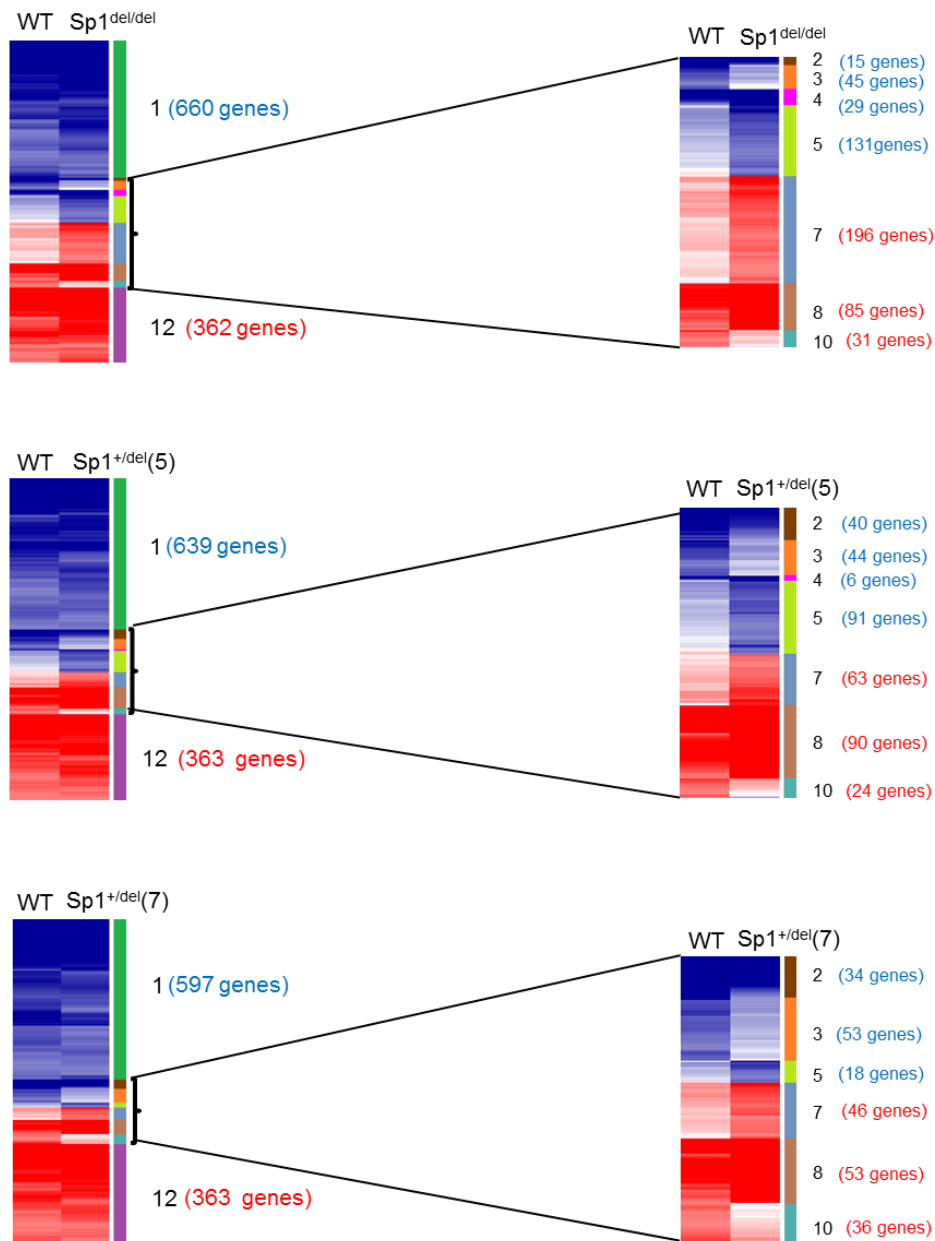 WT Sp1del/del
1 (660 genes)
12 (362 genes)
WT Sp1del/del
2 (15 genes)
3 (45 genes)
4 (29 genes)
5 (131genes)
7 (196 genes)
8 (85 genes)
10 (31 genes)
WT Sp1+/del(5)
1 (639 genes)
12 (363 genes)
WT Sp1+/del(5)
2 (40 genes)
3 (44 genes)
4 (6 genes)
5 (91 genes)
7 (63 genes)
8 (90 genes)
10 (24 genes)
WT Sp1+/del(7)
1 (597 genes)
12 (363 genes)
WT Sp1+/del(7)
2 (34 genes)
3 (53 genes)
5 (18 genes)
7 (46 genes)
8 (53 genes)
10 (36 genes)